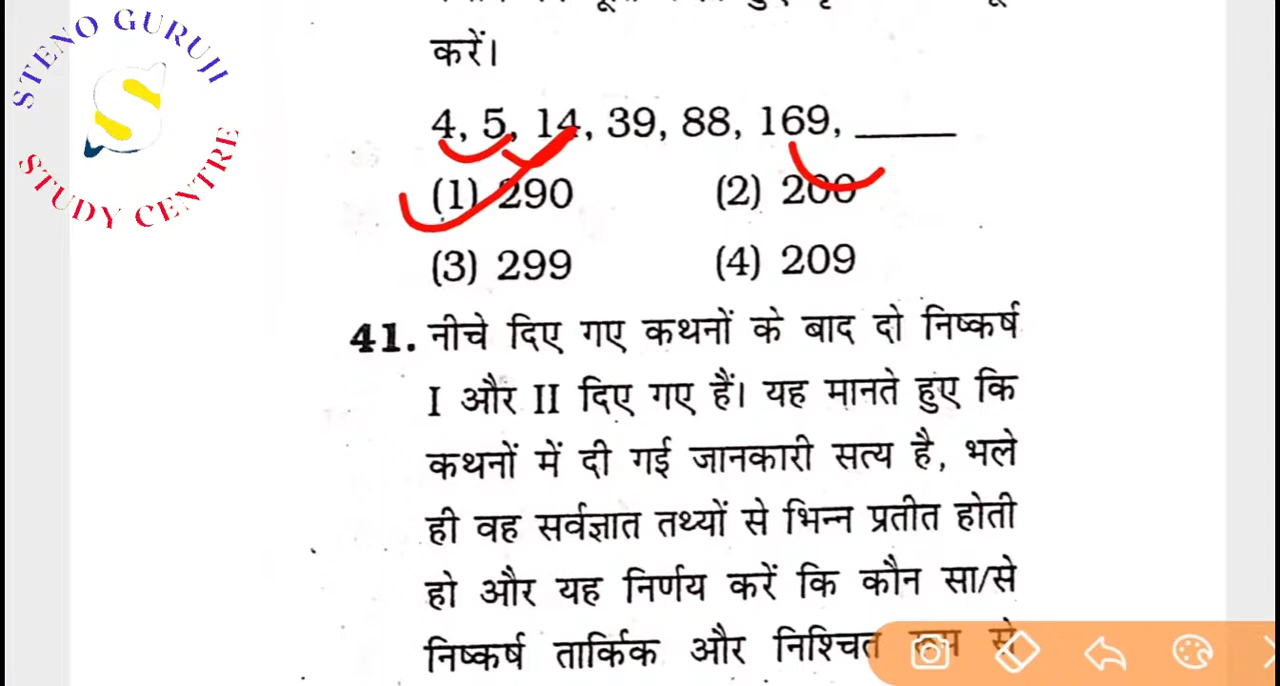 STENO GURUJI
STUDY CENTRE
S
करें।
4, 5, 14, 39, 88, 169, _____
(1) 290 (2) 200
(3) 299 (4) 209
41. नीचे दिए गए कथनों के बाद दो निष्कर्ष
I और II दिए गए हैं। यह मानते हुए कि
कथनों में दी गई जानकारी सत्य है, भले
ही वह सर्वज्ञात तथ्यों से भिन्न प्रतीत होती
हो और यह निर्णय करें कि कौन सा/से
निष्कर्ष तार्किक और निश्चित रूप से